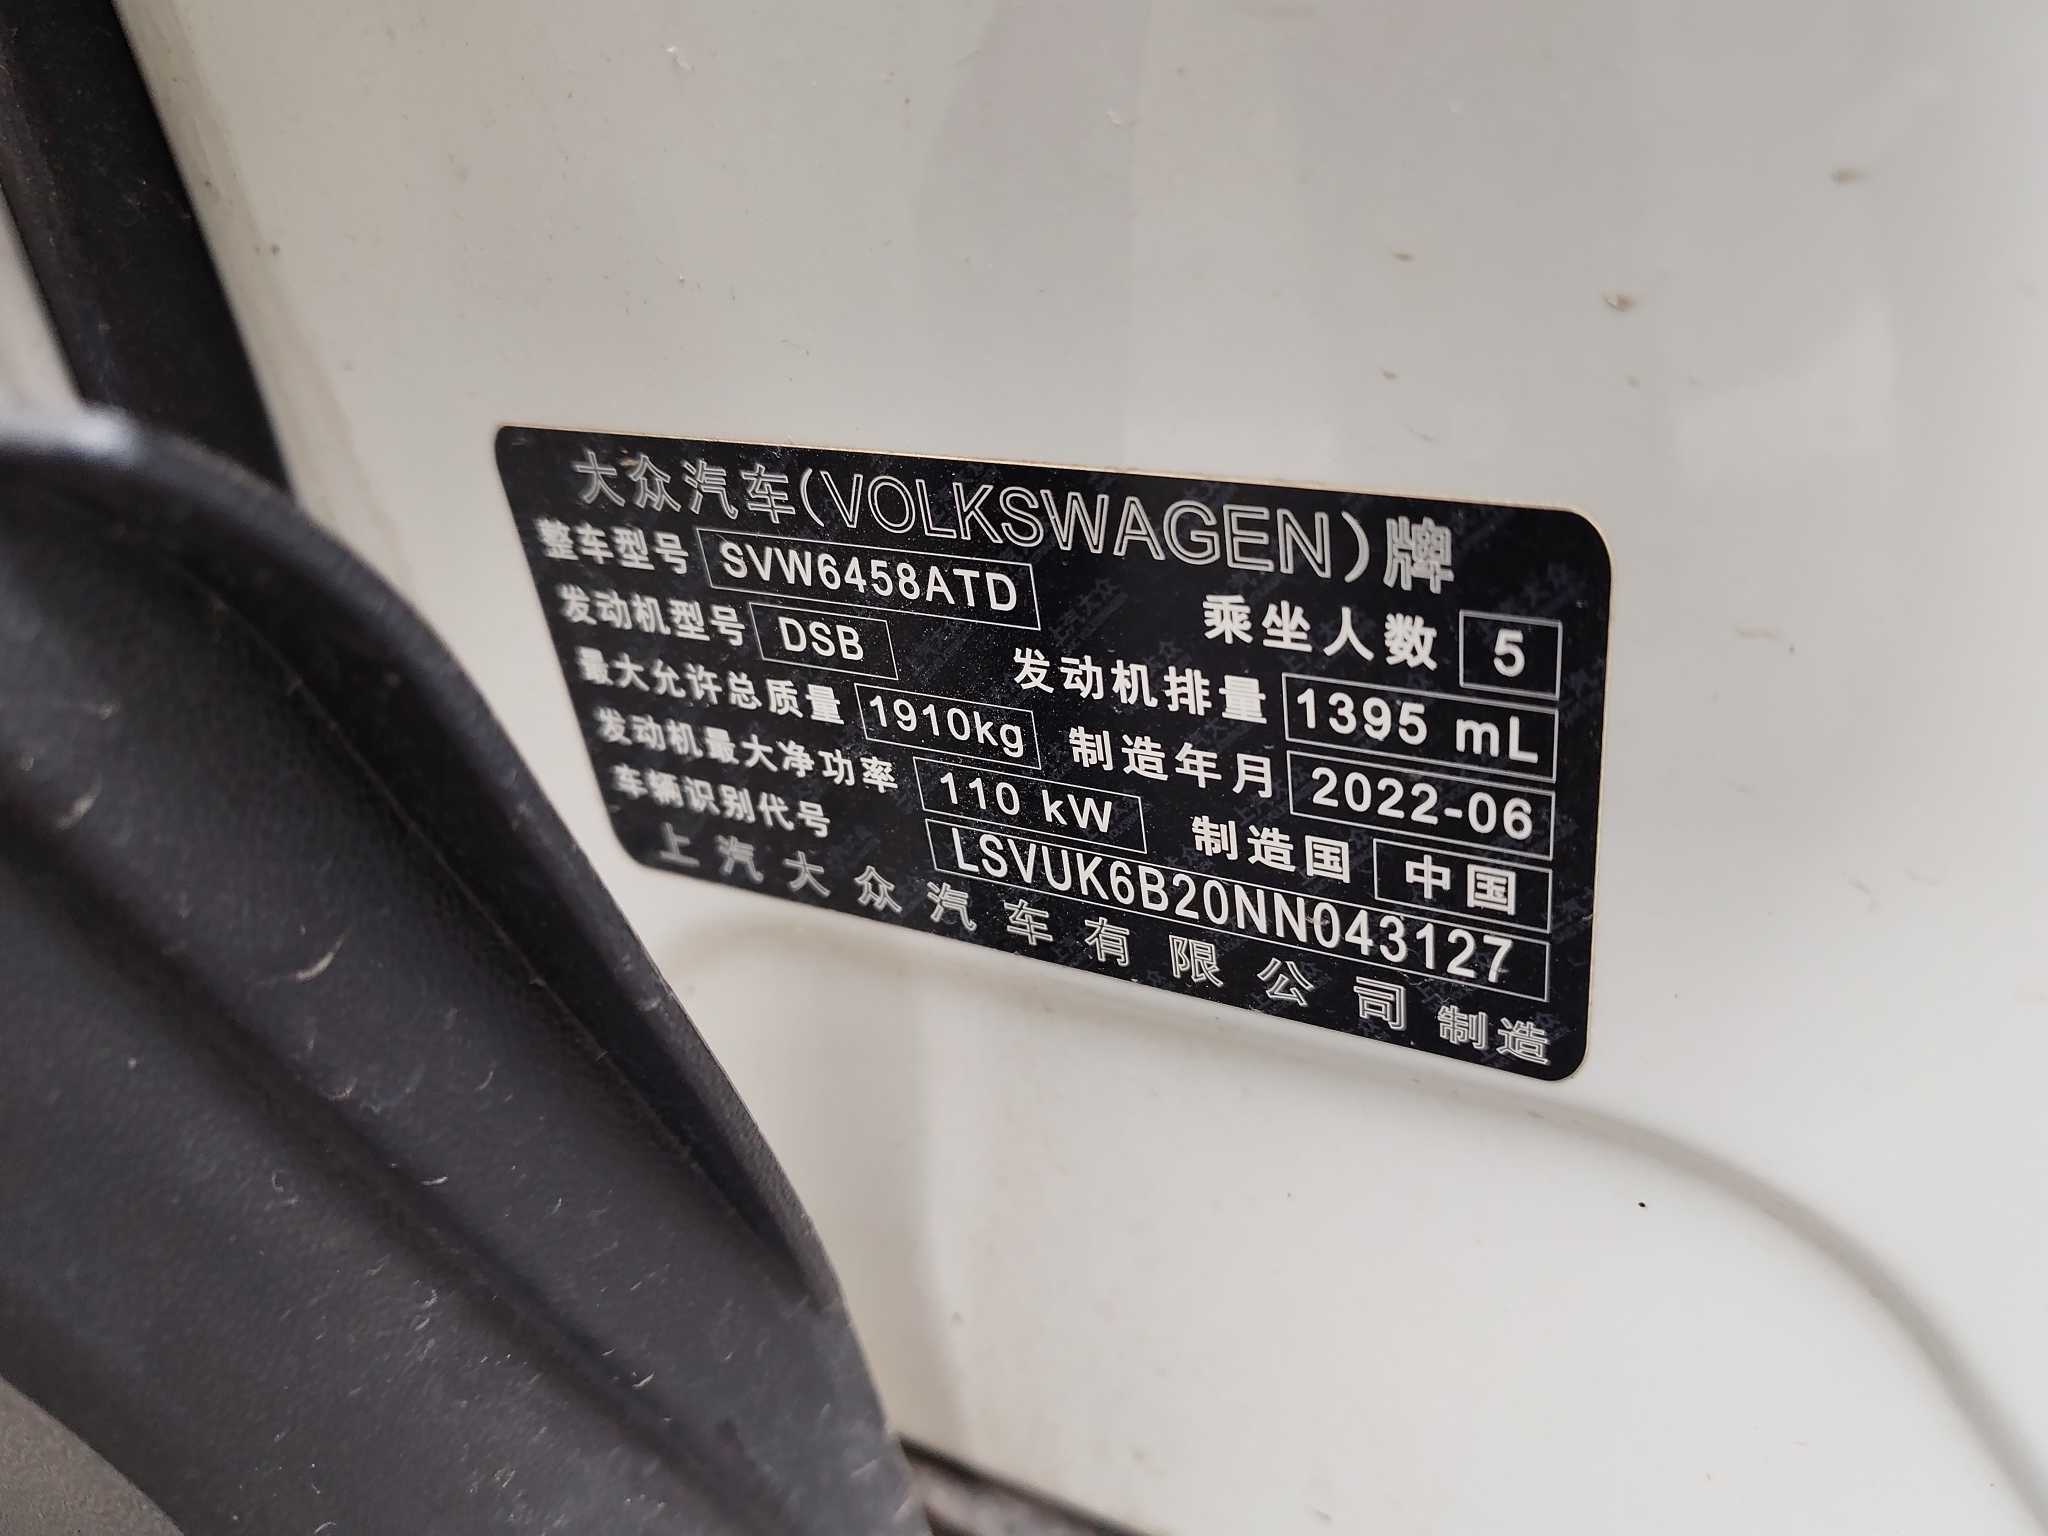 大众汽车(VOLKSWAGEN)牌
整车型号 SVW6458ATD 乘坐人数 5
发动机型号 DSB 发动机排量 1395 mL
最大允许总质量 1910kg 制造年月 2022-06
发动机最大净功率 110 kW 制造国 中国
车辆识别代号 LSVUK6B20NN043127
上汽大众汽车有限公司制造